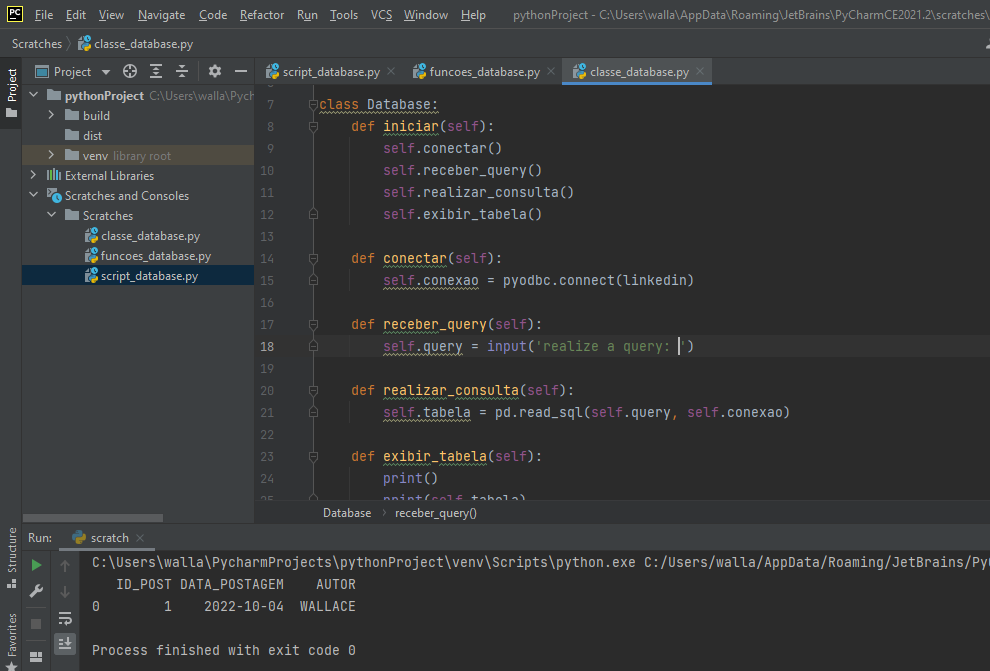 PC File Edit View Navigate Code Refactor Run Tools VCS Window Help pythonProject - C:\Users\walla\AppData\Roaming\JetBrains\PyCharmCE2021.2\scratches\
Scratches classe_database.py
Project
Project
script_database.py
funcoes_database.py
classe_database.py
pythonProject C:\Users\walla\Pych
build
dist
venv library root
External Libraries
Scratches and Consoles
Scratches
classe_database.py
funcoes_database.py
script_database.py
7 class Database:
8 def iniciar(self):
9 self.conectar()
10 self.receber_query()
11 self.realizar_consulta()
12 self.exibir_tabela()
13
14 def conectar(self):
15 self.conexao = pyodbc.connect(linkedin)
16
17 def receber_query(self):
18 self.query = input('realize a query: ')
19
20 def realizar_consulta(self):
21 self.tabela = pd.read_sql(self.query, self.conexao)
22
23 def exibir_tabela(self):
24 print()
25 print(self.tabela)
Database receber_query()
Structure
Favorites
Run: scratch
C:\Users\walla\PycharmProjects\pythonProject\venv\Scripts\python.exe C:/Users/walla/AppData/Roaming/JetBrains/Py
ID_POST DATA_POSTAGEM AUTOR
0 1 2022-10-04 WALLACE
Process finished with exit code 0